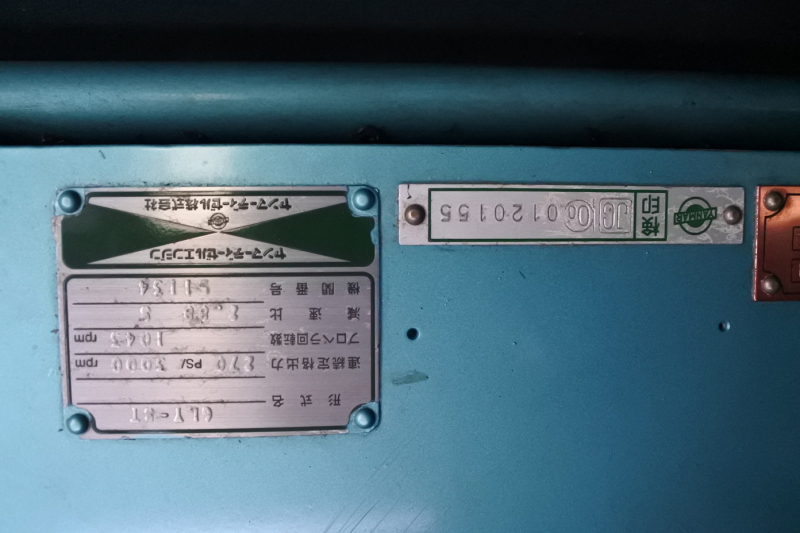 形式名 6LY-ST
連続定格出力 PS/ 3000 rpm
プロペラ回転数 1045 rpm
減速比
機関番号
ヤンマーディーゼルエンジン
ヤンマーディーゼル株式会社
YANMAR 検印 JG 0120155